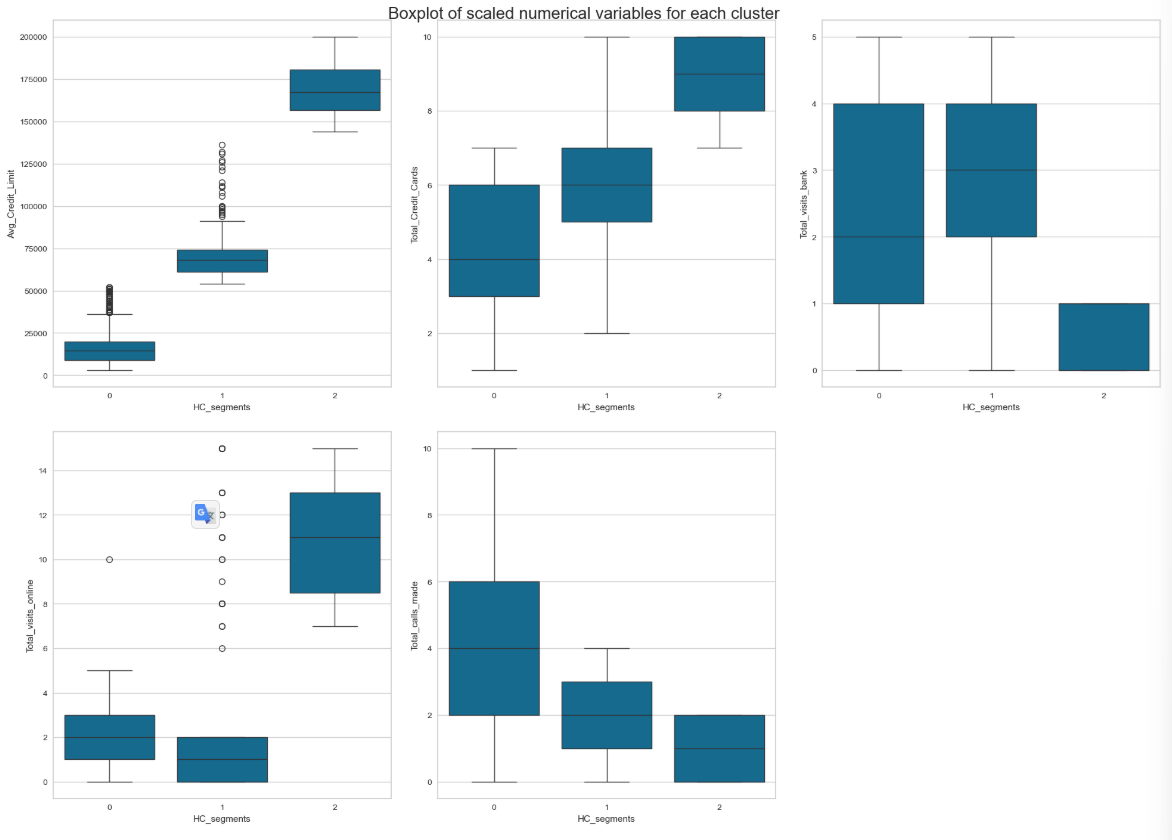 Boxplot of scaled numerical variables for each cluster
200000
175000
150000
125000
100000
75000
50000
25000
0
Avg_Credit_Limit
0 1 2
HC_segments
10
8
6
4
2
Total_Credit_Cards
0 1 2
HC_segments
5
4
3
2
1
0
Total_visits_bank
0 1 2
HC_segments
14
12
10
8
6
4
2
0
Total_visits_online
G
0 1 2
HC_segments
10
8
6
4
2
0
Total_calls_made
0 1 2
HC_segments